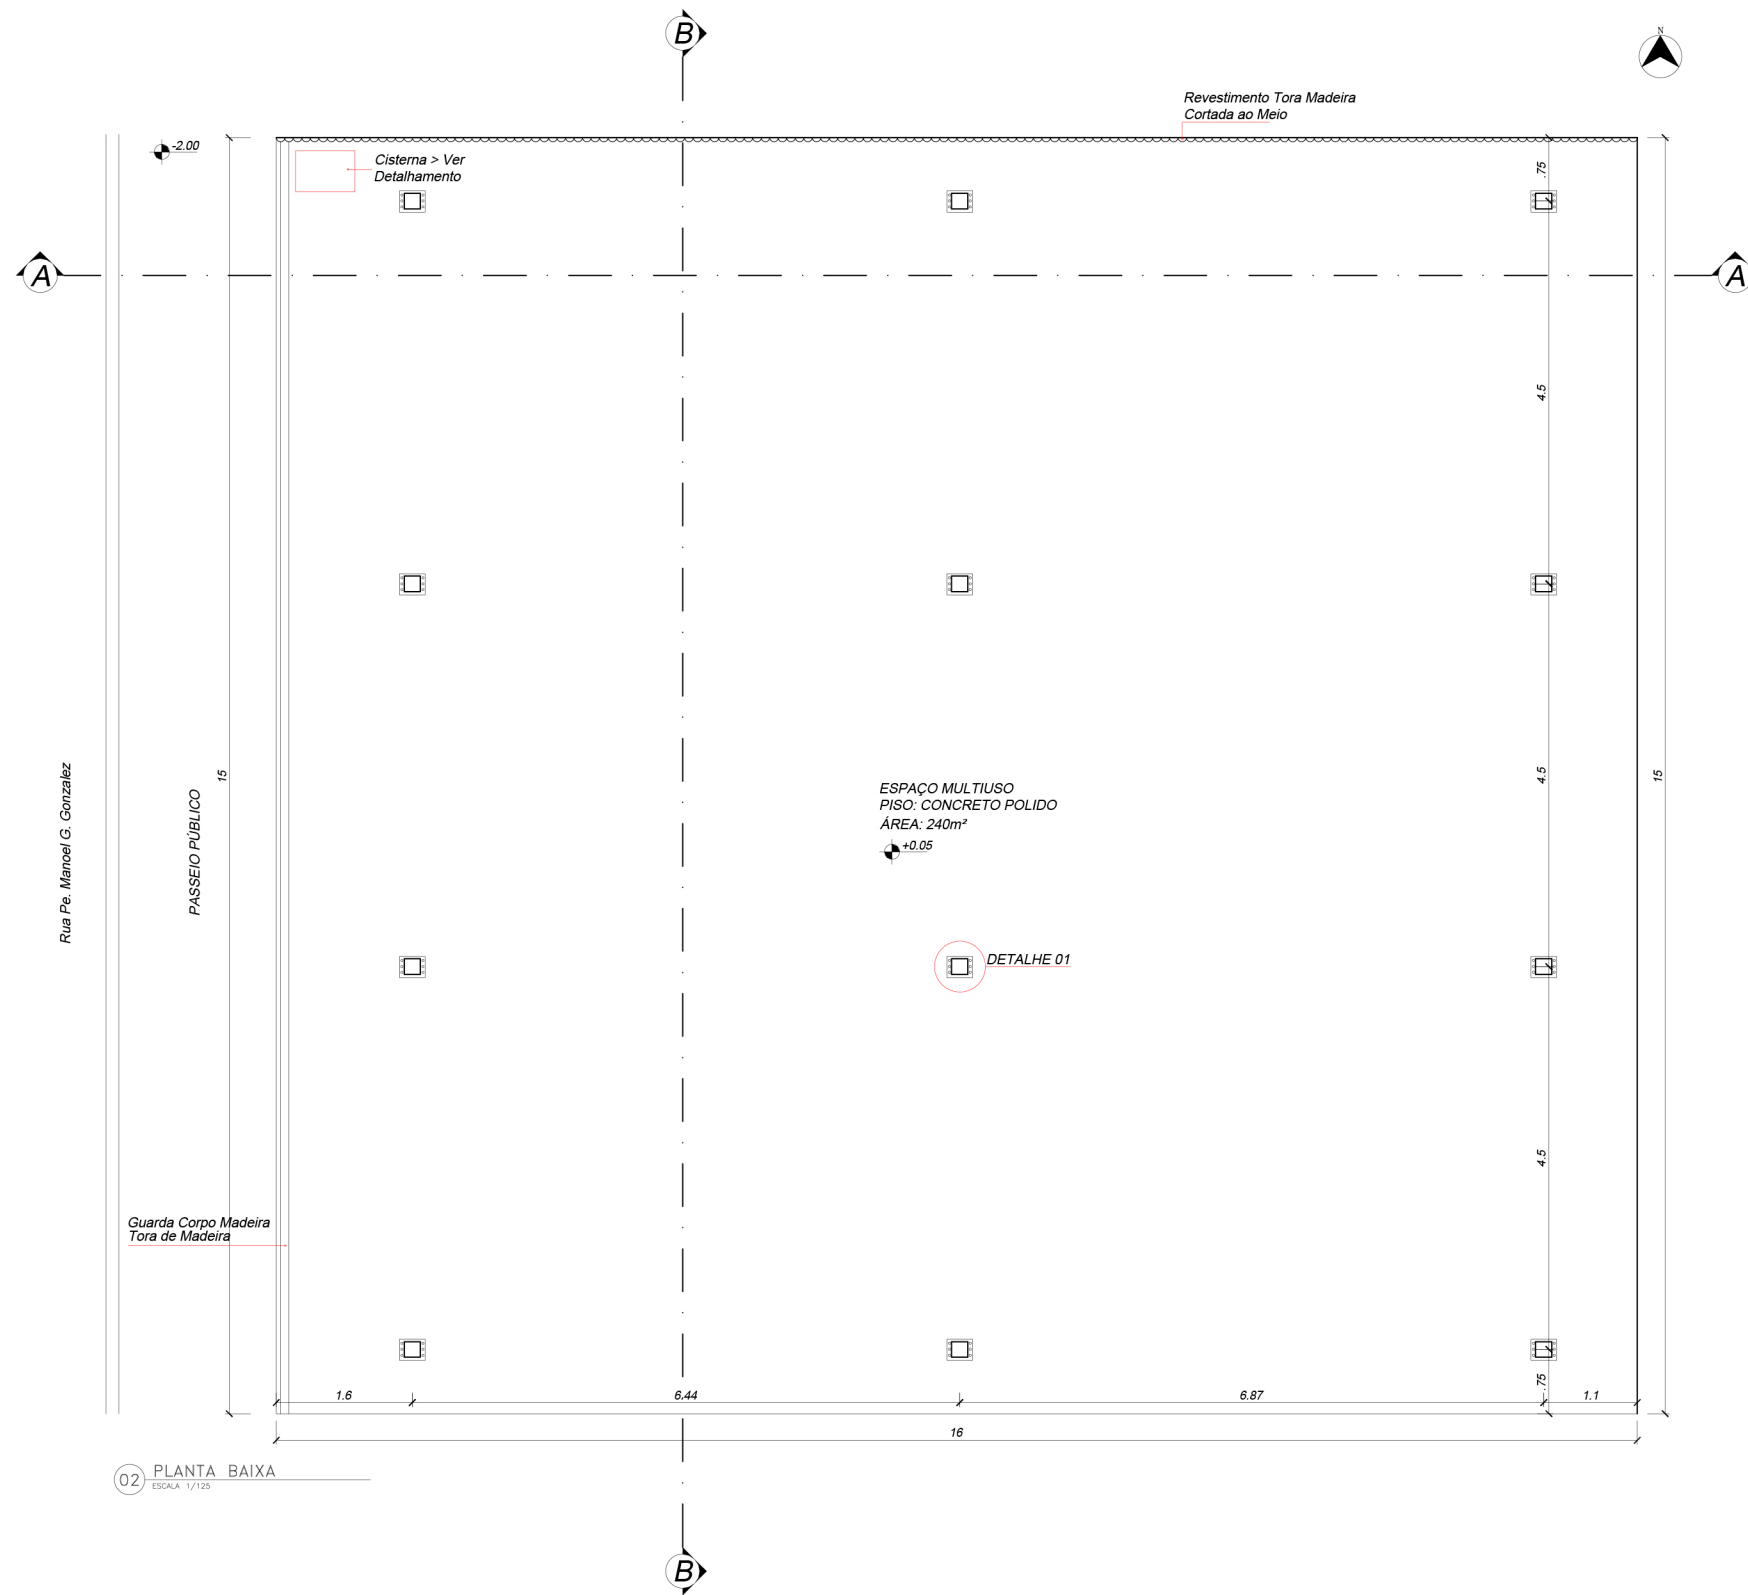 B
N
Revestimento Tora Madeira
Cortada ao Meio
-2.00
Cisterna > Ver
Detalhamento
.75
A
A
4.5
Rua Pe. Manoel G. Gonzalez
PASSEIO PÚBLICO
15
ESPAÇO MULTIUSO
PISO: CONCRETO POLIDO
ÁREA: 240m²
+0.05
4.5
15
DETALHE 01
4.5
Guarda Corpo Madeira
Tora de Madeira
.75
1.6
6.44
6.87
1.1
16
02
PLANTA BAIXA
ESCALA 1/125
B